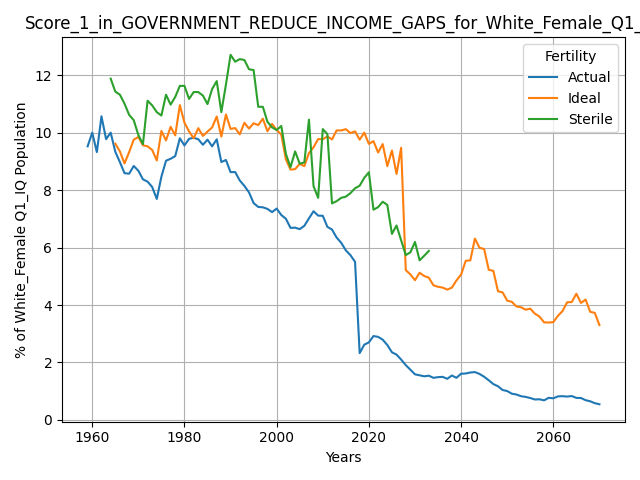 Score_1_in_GOVERNMENT_REDUCE_INCOME_GAPS_for_White_Female_Q1_
Fertility
Actual
Ideal
Sterile
% of White_Female Q1_IQ Population
12
10
8
6
4
2
0
1960 1980 2000 2020 2040 2060
Years